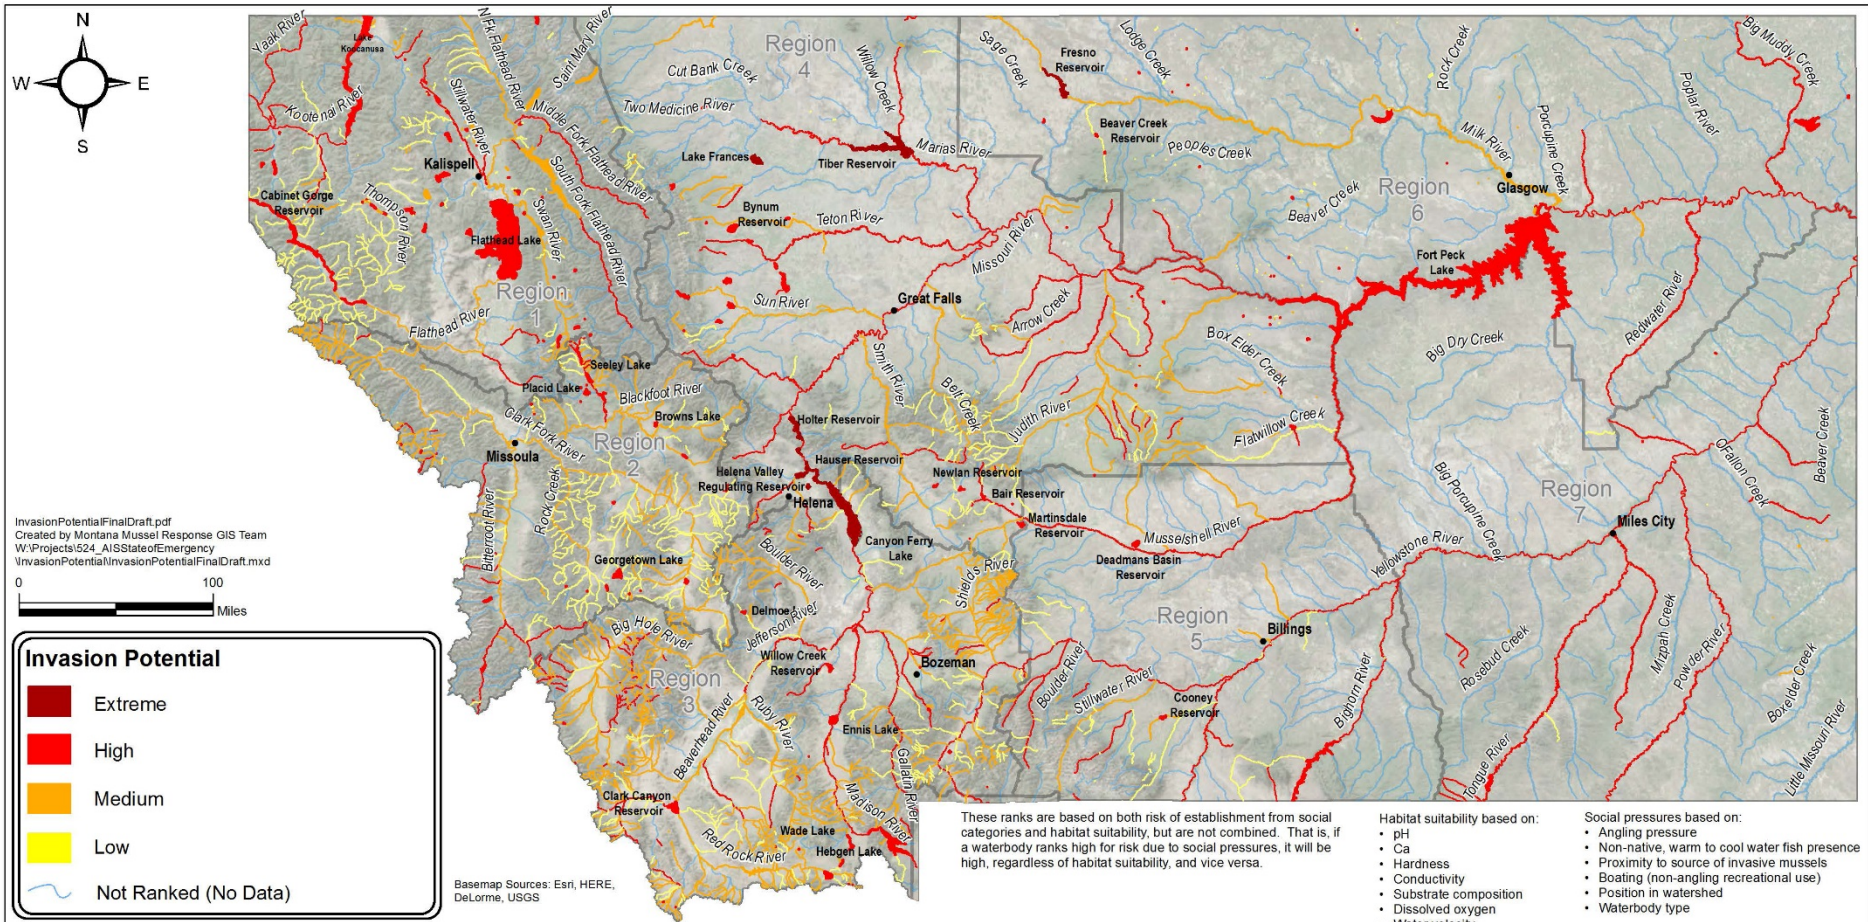 N
W
E
S
Yaak River
Lake
Koocanusa
Kootenai River
N Fk Flathead River
Saint Mary River
Stillwater River
Middle Fork Flathead River
South Fork Flathead River
Kalispell
Cabinet Gorge
Reservoir
Thompson River
Swan River
Flathead Lake
Region
1
Flathead River
Seeley Lake
Placid Lake
Blackfoot River
Browns Lake
Clark Fork River
Region
2
Missoula
Rock Creek
Bitterroot River
Georgetown Lake
Region
4
Cut Bank Creek
Two Medicine River
Willow Creek
Lake Frances
Tiber Reservoir
Marias River
Bynum
Reservoir
Teton River
Missouri River
Sun River
Great Falls
Arrow Creek
Smith River
Belt Creek
Judith River
Holter Reservoir
Hauser Reservoir
Helena Valley
Regulating Reservoir
Helena
Newlan Reservoir
Bair Reservoir
Martinsdale
Reservoir
Canyon Ferry
Lake
Boulder River
Shields River
Delmoe
Jefferson River
Big Hole River
Willow Creek
Reservoir
Bozeman
Region
3
Beaverhead River
Ruby River
Ennis Lake
Gallatin River
Madison River
Clark Canyon
Reservoir
Wade Lake
Red Rock River
Hebgen Lake
Sage Creek
Fresno
Reservoir
Lodge Creek
Rock Creek
Big Muddy Creek
Poplar River
Porcupine Creek
Milk River
Beaver Creek
Reservoir
Peoples Creek
Beaver Creek
Region
6
Glasgow
Fort Peck
Lake
Redwater River
Big Dry Creek
Box Elder Creek
Flatwillow Creek
Musselshell River
Deadmans Basin
Reservoir
Big Porcupine Creek
Region
7
O'Fallon Creek
Beaver Creek
Miles City
Yellowstone River
Region
5
Billings
Boulder River
Stillwater River
Cooney
Reservoir
Bighorn River
Rosebud Creek
Mizpah Creek
Powder River
Tongue River
Boxelder Creek
Little Missouri River
InvasionPotentialFinalDraft.pdf
Created by Montana Mussel Response GIS Team
W:\Projects\524_AISStateofEmergency
\InvasionPotential\InvasionPotentialFinalDraft.mxd
0 100
Miles
Invasion Potential
Extreme
High
Medium
Low
Not Ranked (No Data)
Basemap Sources: Esri, HERE,
DeLorme, USGS
These ranks are based on both risk of establishment from social
categories and habitat suitability, but are not combined. That is, if
a waterbody ranks high for risk due to social pressures, it will be
high, regardless of habitat suitability, and vice versa.
Habitat suitability based on:
• pH
• Ca
• Hardness
• Conductivity
• Substrate composition
• Dissolved oxygen
Social pressures based on:
• Angling pressure
• Non-native, warm to cool water fish presence
• Proximity to source of invasive mussels
• Boating (non-angling recreational use)
• Position in watershed
• Waterbody type